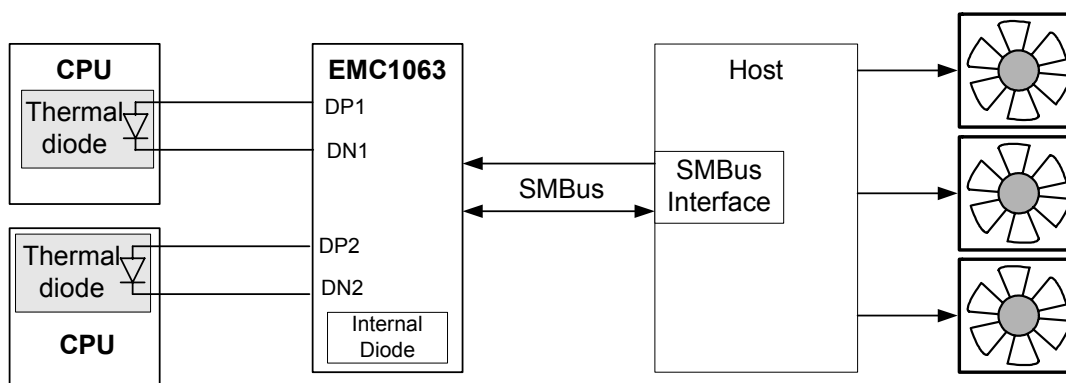 CPU
Thermal
diode
Thermal
diode
CPU
EMC1063
DP1
DN1
DP2
DN2
Internal
Diode
SMBus
Host
SMBus
Interface